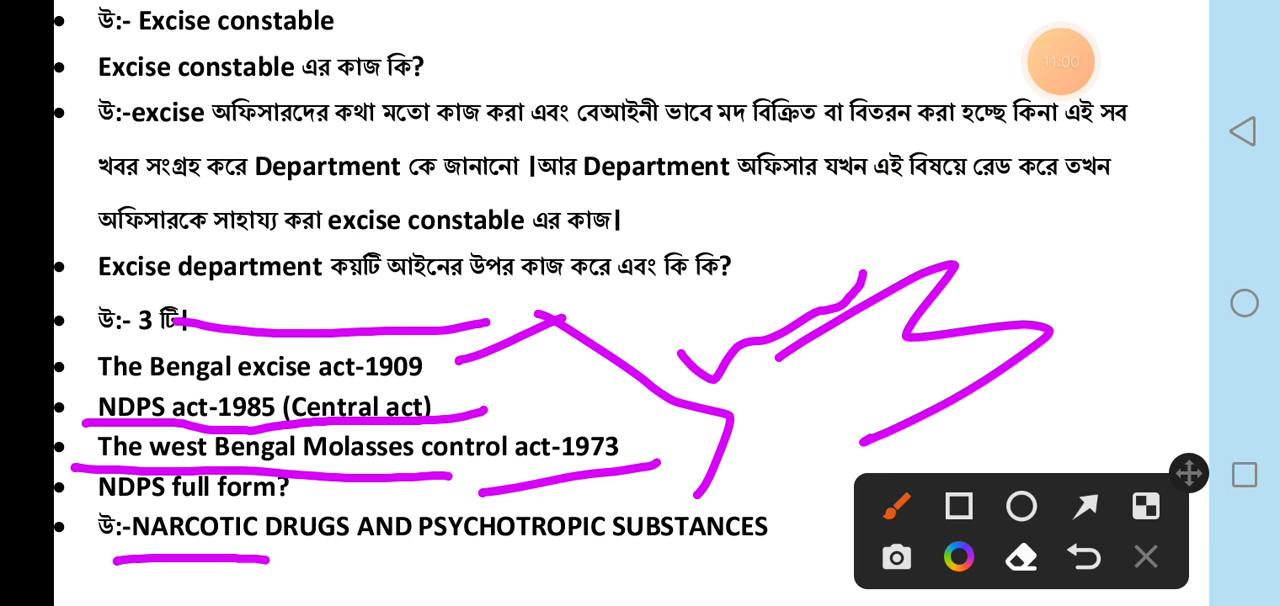 • উ:- Excise constable
11:00
• Excise constable এর কাজ কি?
• উ:-excise অফিসারদের কথা মতো কাজ করা এবং বেআইনী ভাবে মদ বিক্রিত বা বিতরন করা হচ্ছে কিনা এই সব
খবর সংগ্রহ করে Department কে জানানো |আর Department অফিসার যখন এই বিষয়ে রেড করে তখন
অফিসারকে সাহায্য করা excise constable এর কাজ|
• Excise department কয়টি আইনের উপর কাজ করে এবং কি কি?
• উ:- 3 টি|
• The Bengal excise act-1909
• NDPS act-1985 (Central act)
• The west Bengal Molasses control act-1973
• NDPS full form?
• উ:-NARCOTIC DRUGS AND PSYCHOTROPIC SUBSTANCES